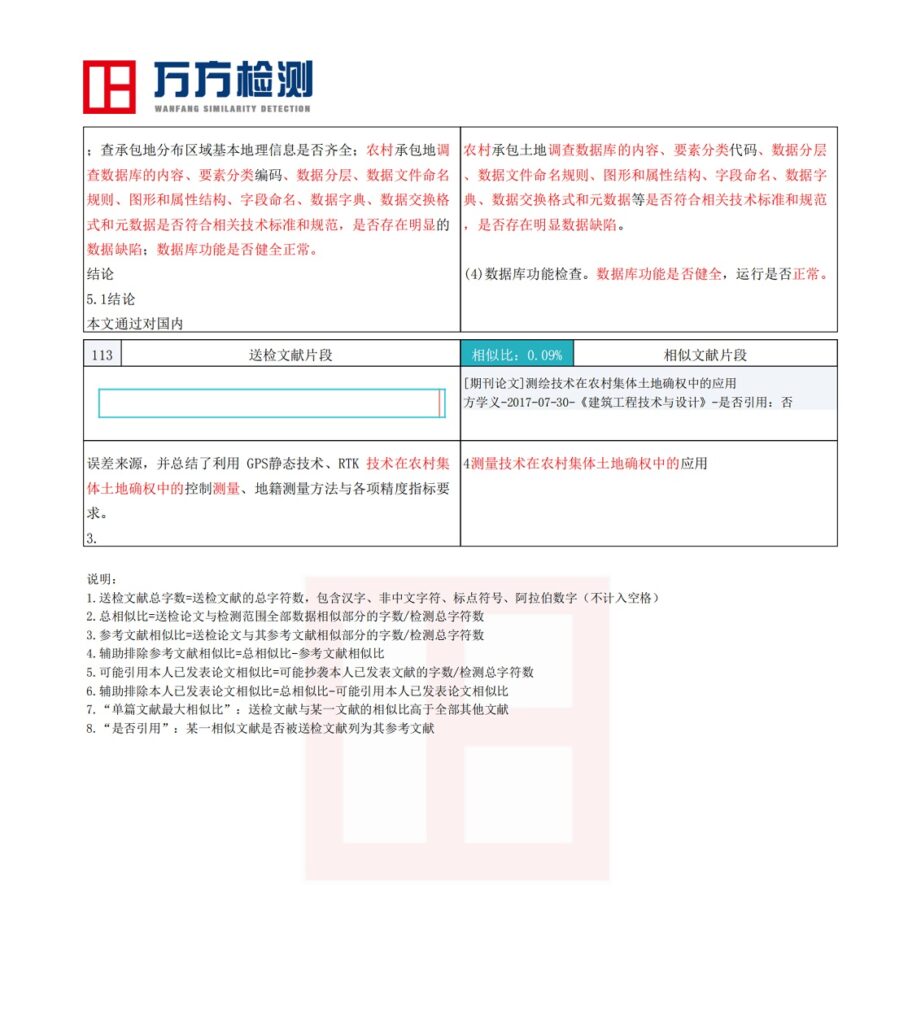 万方检测
WANFANG SIMILARITY DETECTION
；查承包地分布区域基本地理信息是否齐全；农村承包地调
查数据库的内容、要素分类编码、数据分层、数据文件命名
规则、图形和属性结构、字段命名、数据字典、数据交换格
式和元数据是否符合相关技术标准和规范，是否存在明显的
数据缺陷；数据库功能是否健全正常。
结论
5.1结论
本文通过对国内
农村承包土地调查数据库的内容、要素分类代码、数据分层
、数据文件命名规则、图形和属性结构、字段命名、数据字
典、数据交换格式和元数据等是否符合相关技术标准和规范
，是否存在明显数据缺陷。
(4)数据库功能检查。数据库功能是否健全，运行是否正常。
113
送检文献片段
相似比：0.09%
相似文献片段
[期刊论文]测绘技术在农村集体土地确权中的应用
方学义-2017-07-30-《建筑工程技术与设计》-是否引用：否
误差来源，并总结了利用 GPS静态技术、RTK 技术在农村集
体土地确权中的控制测量、地籍测量方法与各项精度指标要
求。
3.
4测量技术在农村集体土地确权中的应用
说明：
1.送检文献总字数=送检文献的总字符数，包含汉字、非中文字符、标点符号、阿拉伯数字（不计入空格）
2.总相似比=送检论文与检测范围全部数据相似部分的字数/检测总字符数
3.参考文献相似比=送检论文与其参考文献相似部分的字数/检测总字符数
4.辅助排除参考文献相似比=总相似比-参考文献相似比
5.可能引用本人已发表论文相似比=可能抄袭本人已发表文献的字数/检测总字符数
6.辅助排除本人已发表论文相似比=总相似比-可能引用本人已发表论文相似比
7.“单篇文献最大相似比”：送检文献与某一文献的相似比高于全部其他文献
8.“是否引用”：某一相似文献是否被送检文献列为其参考文献